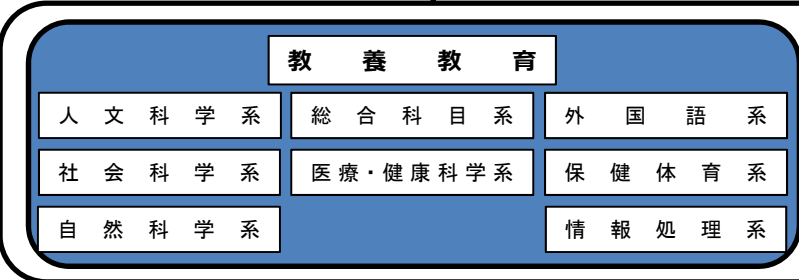 教養教育
人文科学系
総合科目系
外国語系
社会科学系
医療・健康科学系
保健体育系
自然科学系
情報処理系